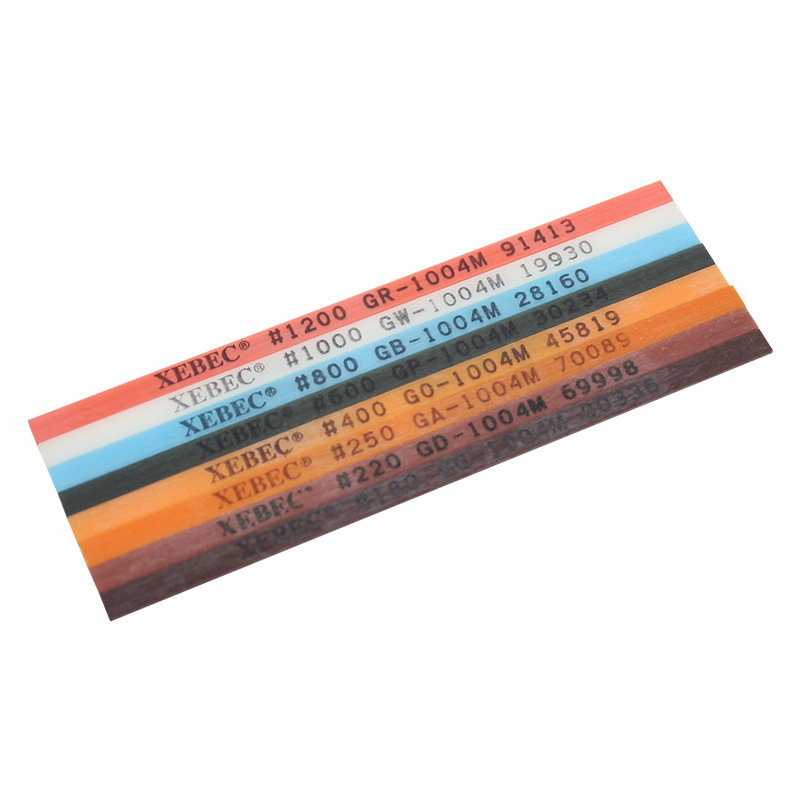 XEBEC® #1200 GR-1004M 91413
XEBEC® #1000 GW-1004M 19930
XEBEC® #800 GB-1004M 28160
XEBEC® #600 GP-1004M 30234
XEBEC® #400 GO-1004M 45819
XEBEC® #250 GA-1004M 70089
XEBEC® #220 GD-1004M 69998
XEBEC®